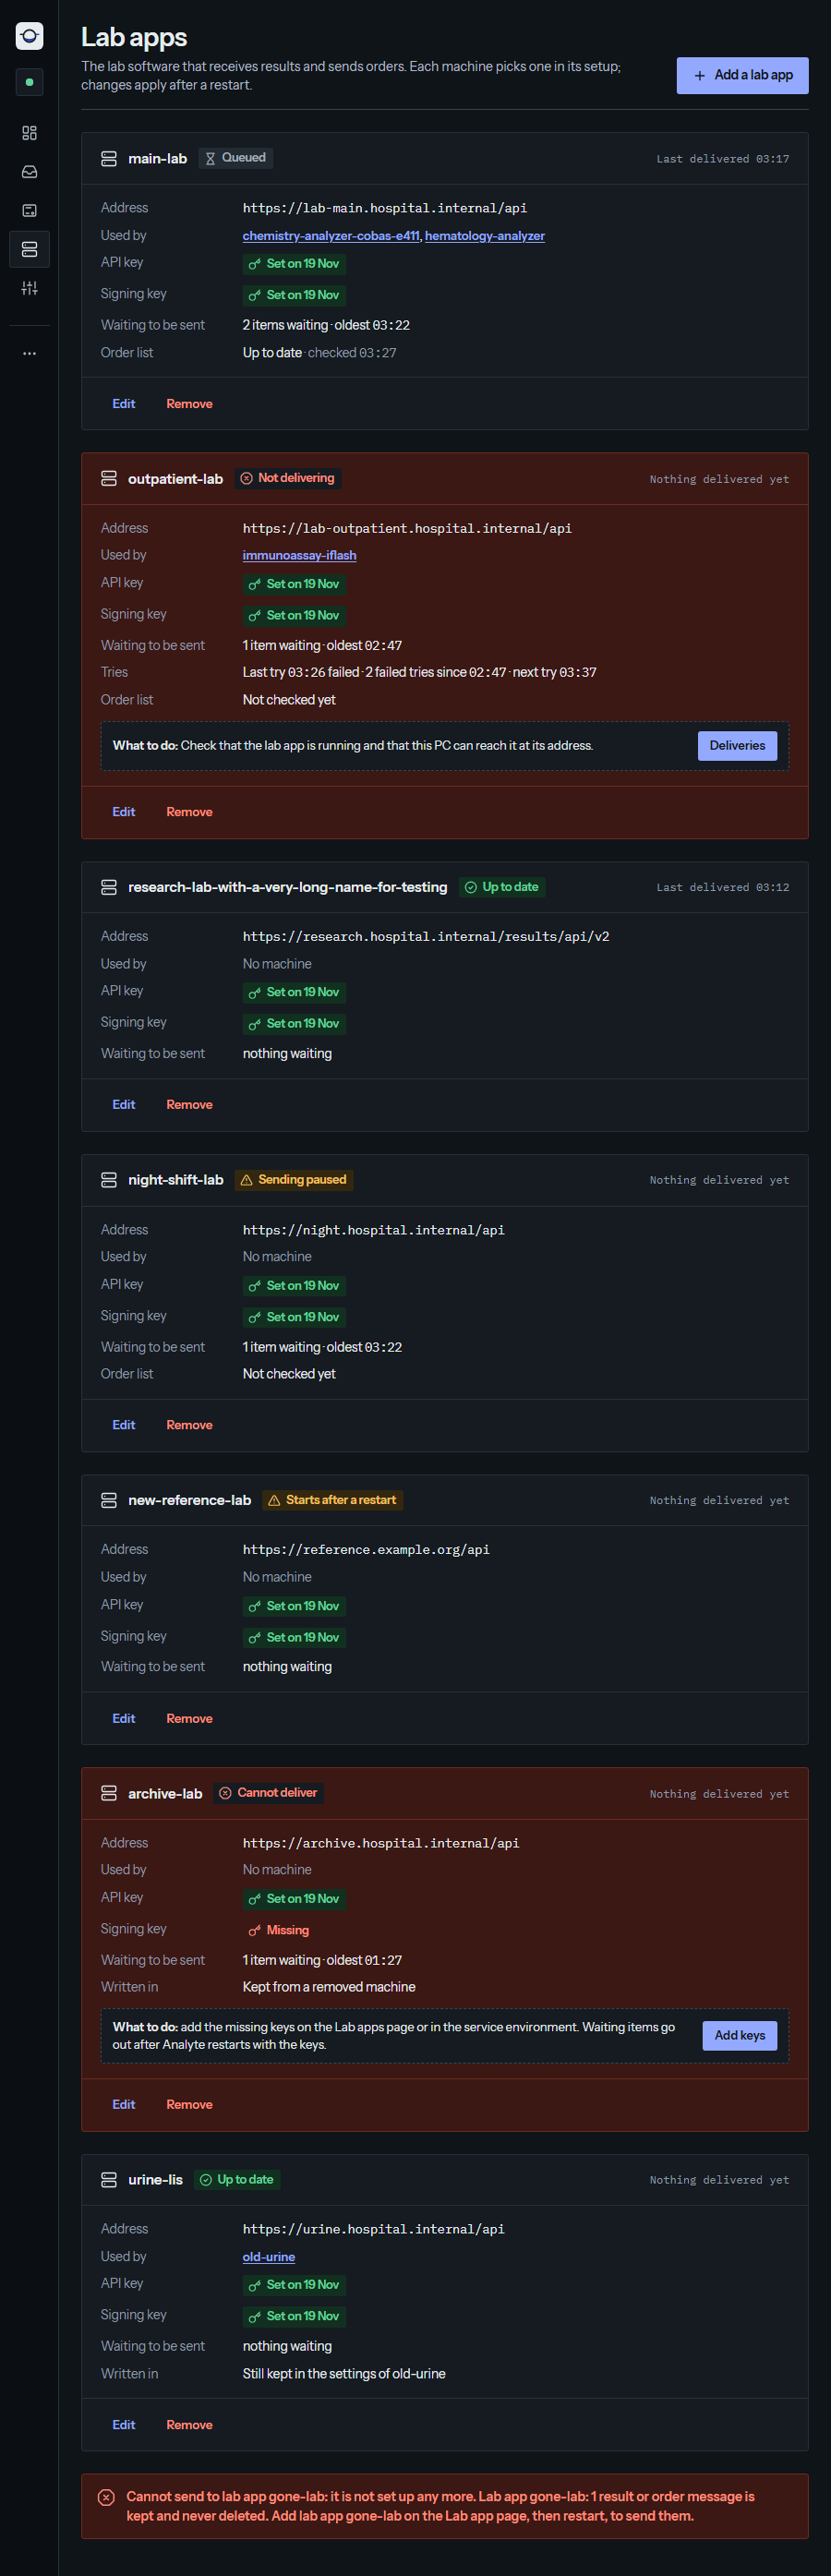 Lab apps
The lab software that receives results and sends orders. Each machine picks one in its setup;
changes apply after a restart.
Add a lab app
main-lab Queued Last delivered 03:17
Address https://lab-main.hospital.internal/api
Used by chemistry-analyzer-cobas-e411, hematology-analyzer
API key Set on 19 Nov
Signing key Set on 19 Nov
Waiting to be sent 2 items waiting · oldest 03:22
Order list Up to date · checked 03:27
Edit Remove
outpatient-lab Not delivering Nothing delivered yet
Address https://lab-outpatient.hospital.internal/api
Used by immunoassay-iflash
API key Set on 19 Nov
Signing key Set on 19 Nov
Waiting to be sent 1 item waiting · oldest 02:47
Tries Last try 03:26 failed · 2 failed tries since 02:47 · next try 03:37
Order list Not checked yet
What to do: Check that the lab app is running and that this PC can reach it at its address. Deliveries
Edit Remove
research-lab-with-a-very-long-name-for-testing Up to date Last delivered 03:12
Address https://research.hospital.internal/results/api/v2
Used by No machine
API key Set on 19 Nov
Signing key Set on 19 Nov
Waiting to be sent nothing waiting
Edit Remove
night-shift-lab Sending paused Nothing delivered yet
Address https://night.hospital.internal/api
Used by No machine
API key Set on 19 Nov
Signing key Set on 19 Nov
Waiting to be sent 1 item waiting · oldest 03:22
Order list Not checked yet
Edit Remove
new-reference-lab Starts after a restart Nothing delivered yet
Address https://reference.example.org/api
Used by No machine
API key Set on 19 Nov
Signing key Set on 19 Nov
Waiting to be sent nothing waiting
Edit Remove
archive-lab Cannot deliver Nothing delivered yet
Address https://archive.hospital.internal/api
Used by No machine
API key Set on 19 Nov
Signing key Missing
Waiting to be sent 1 item waiting · oldest 01:27
Written in Kept from a removed machine
What to do: add the missing keys on the Lab apps page or in the service environment. Waiting items go
out after Analyte restarts with the keys.
Add keys
Edit Remove
urine-lis Up to date Nothing delivered yet
Address https://urine.hospital.internal/api
Used by old-urine
API key Set on 19 Nov
Signing key Set on 19 Nov
Waiting to be sent nothing waiting
Written in Still kept in the settings of old-urine
Edit Remove
Cannot send to lab app gone-lab: it is not set up any more. Lab app gone-lab: 1 result or order message is
kept and never deleted. Add lab app gone-lab on the Lab app page, then restart, to send them.